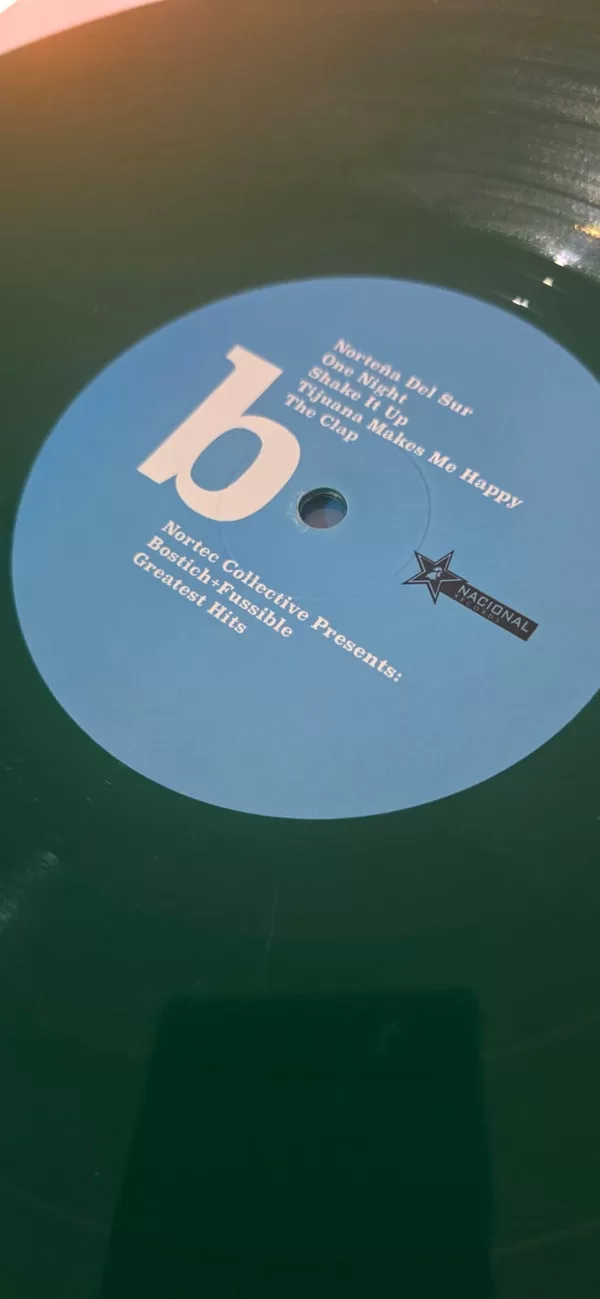 b
Norteña Del Sur
One Night
Shake It Up
Tijuana Makes Me Happy
The Clap
Nortec Collective Presents:
Bostich+Fussible
Greatest Hits
NACIONAL
RECORDS